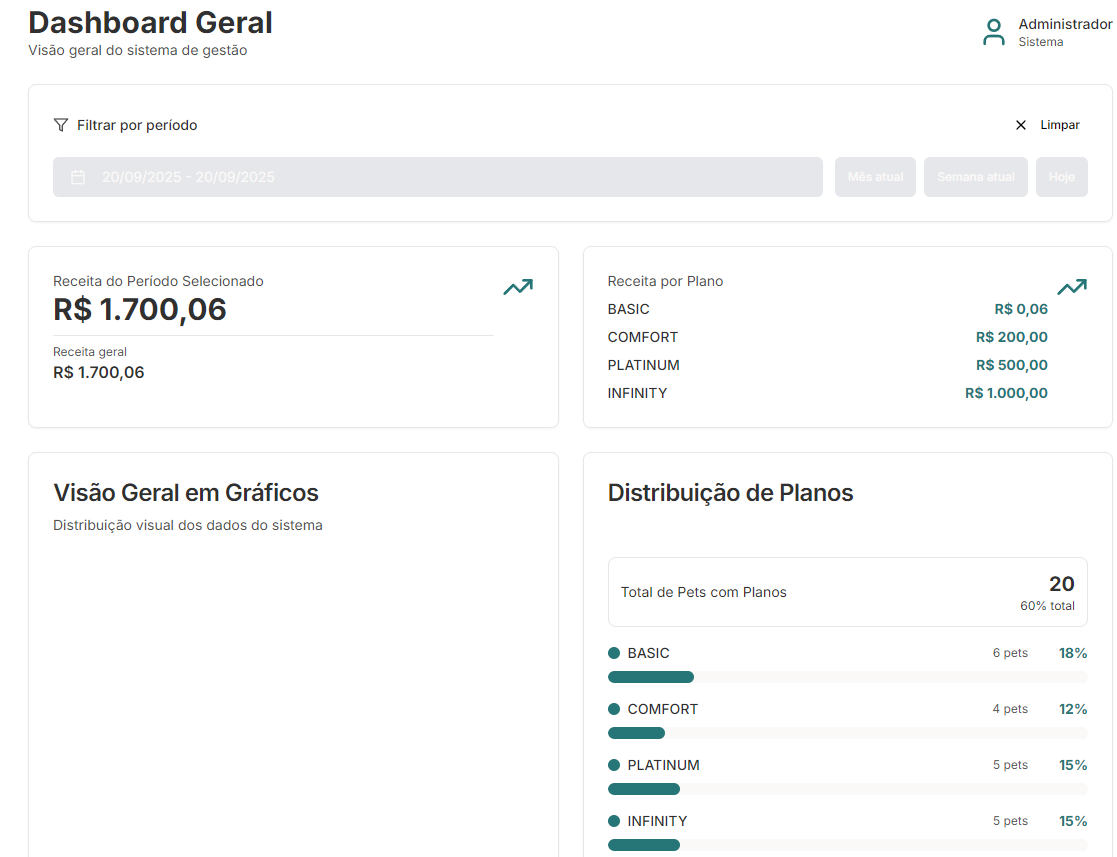 Dashboard Geral
Visão geral do sistema de gestão
Administrador
Sistema
Filtrar por período
Limpar
20/09/2025 - 20/09/2025
Mês atual
Semana atual
Hoje
Receita do Período Selecionado
R$ 1.700,06
Receita geral
R$ 1.700,06
Receita por Plano
BASIC R$ 0,06
COMFORT R$ 200,00
PLATINUM R$ 500,00
INFINITY R$ 1.000,00
Visão Geral em Gráficos
Distribuição visual dos dados do sistema
Distribuição de Planos
Total de Pets com Planos
20
60% total
BASIC 6 pets 18%
COMFORT 4 pets 12%
PLATINUM 5 pets 15%
INFINITY 5 pets 15%